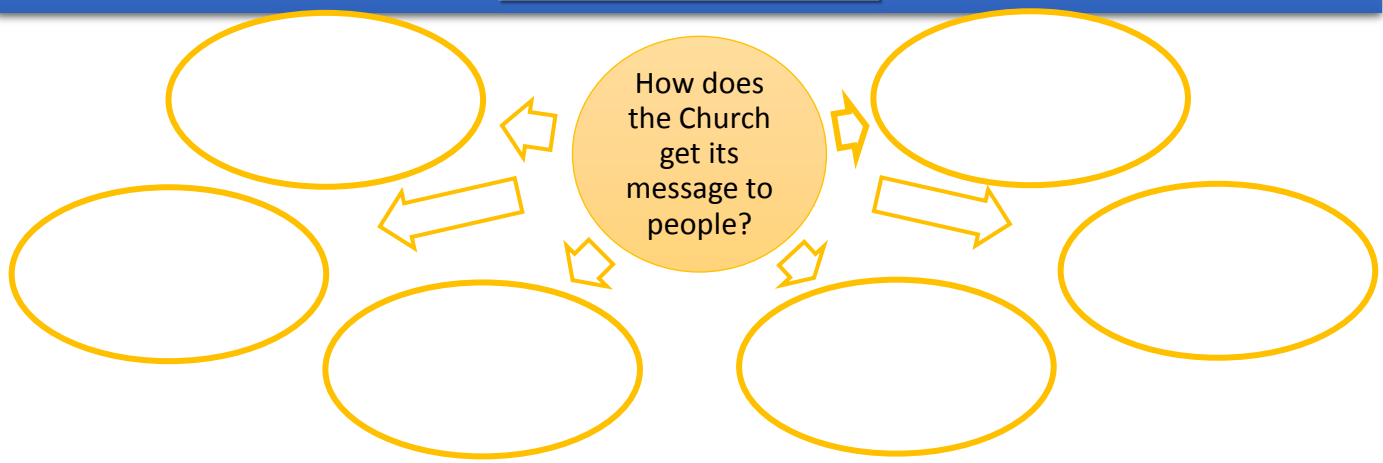 How does
the Church
get its
message to
people?